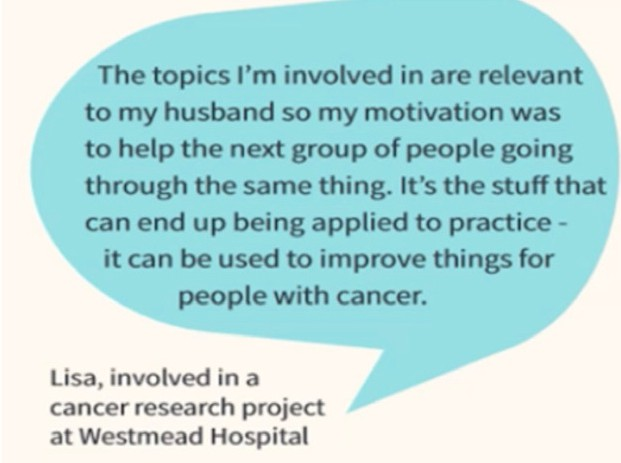 The topics I'm involved in are relevant
to my husband so my motivation was
to help the next group of people going
through the same thing. It's the stuff that
can end up being applied to practice -
it can be used to improve things for
people with cancer.
Lisa, involved in a
cancer research project
at Westmead Hospital